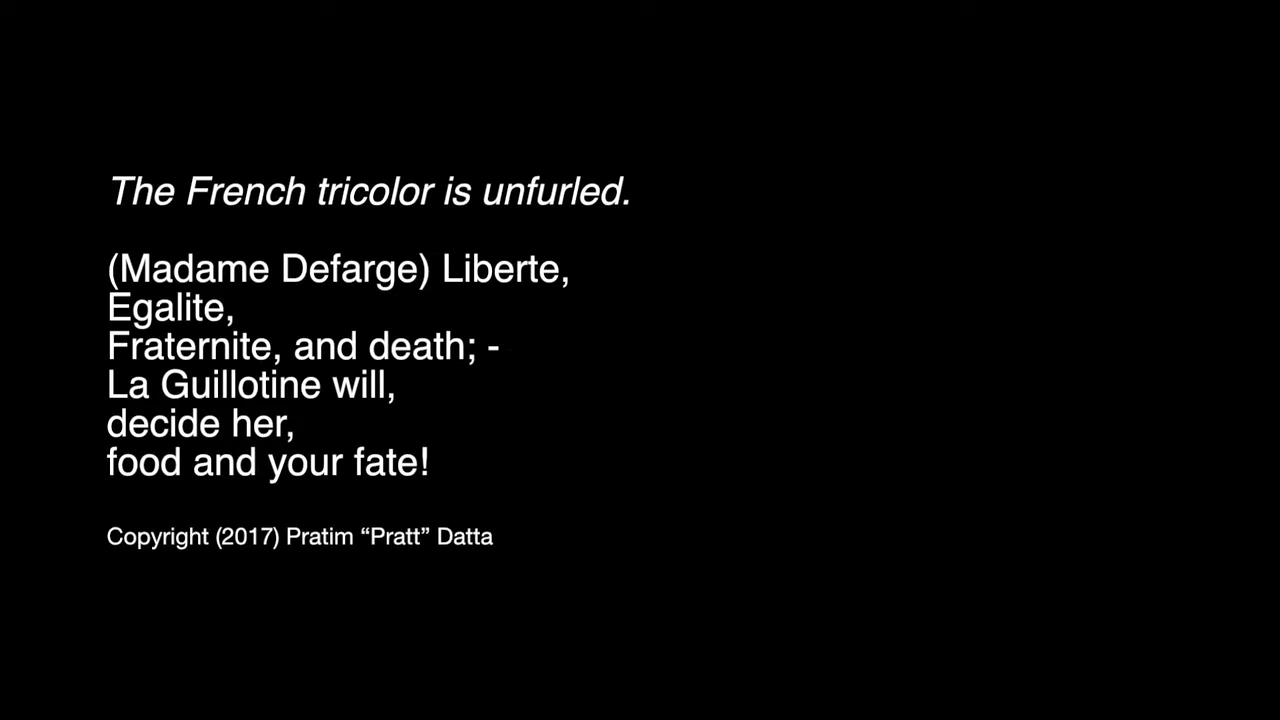 The French tricolor is unfurled.
(Madame Defarge) Liberte,
Egalite,
Fraternite, and death; -
La Guillotine will,
decide her,
food and your fate!
Copyright (2017) Pratim “Pratt” Datta